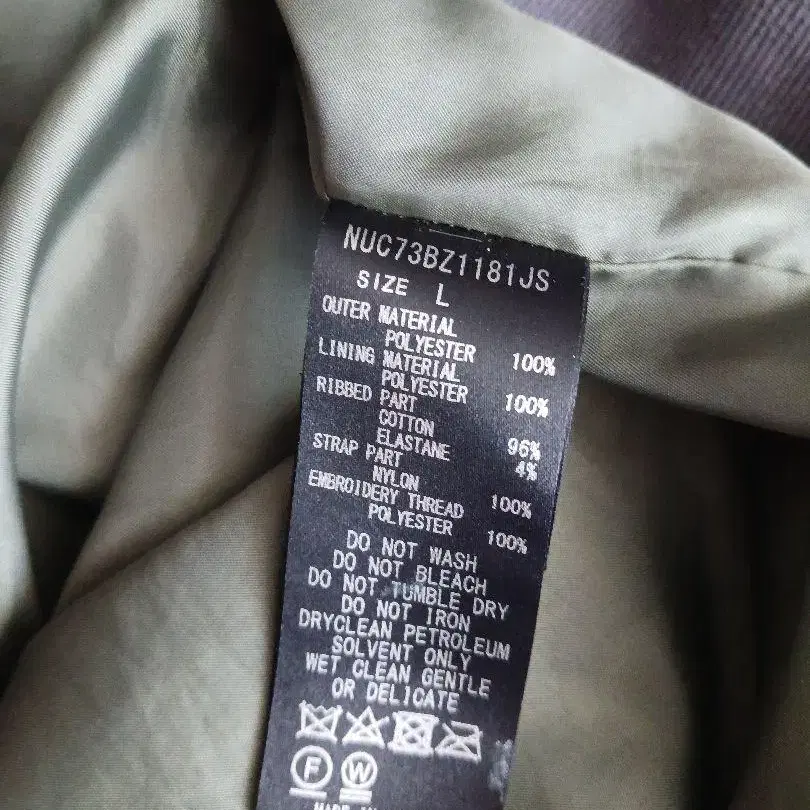 NUC73BZ1181JS
SIZE L
OUTER MATERIAL
POLYESTER 100%
LINING MATERIAL
POLYESTER 100%
RIBBED PART
COTTON 96%
ELASTANE 4%
STRAP PART
NYLON 100%
EMBROIDERY THREAD
POLYESTER 100%
DO NOT WASH
DO NOT BLEACH
DO NOT TUMBLE DRY
DO NOT IRON
DRYCLEAN PETROLEUM
SOLVENT ONLY
WET CLEAN GENTLE
OR DELICATE
F W
MADE IN